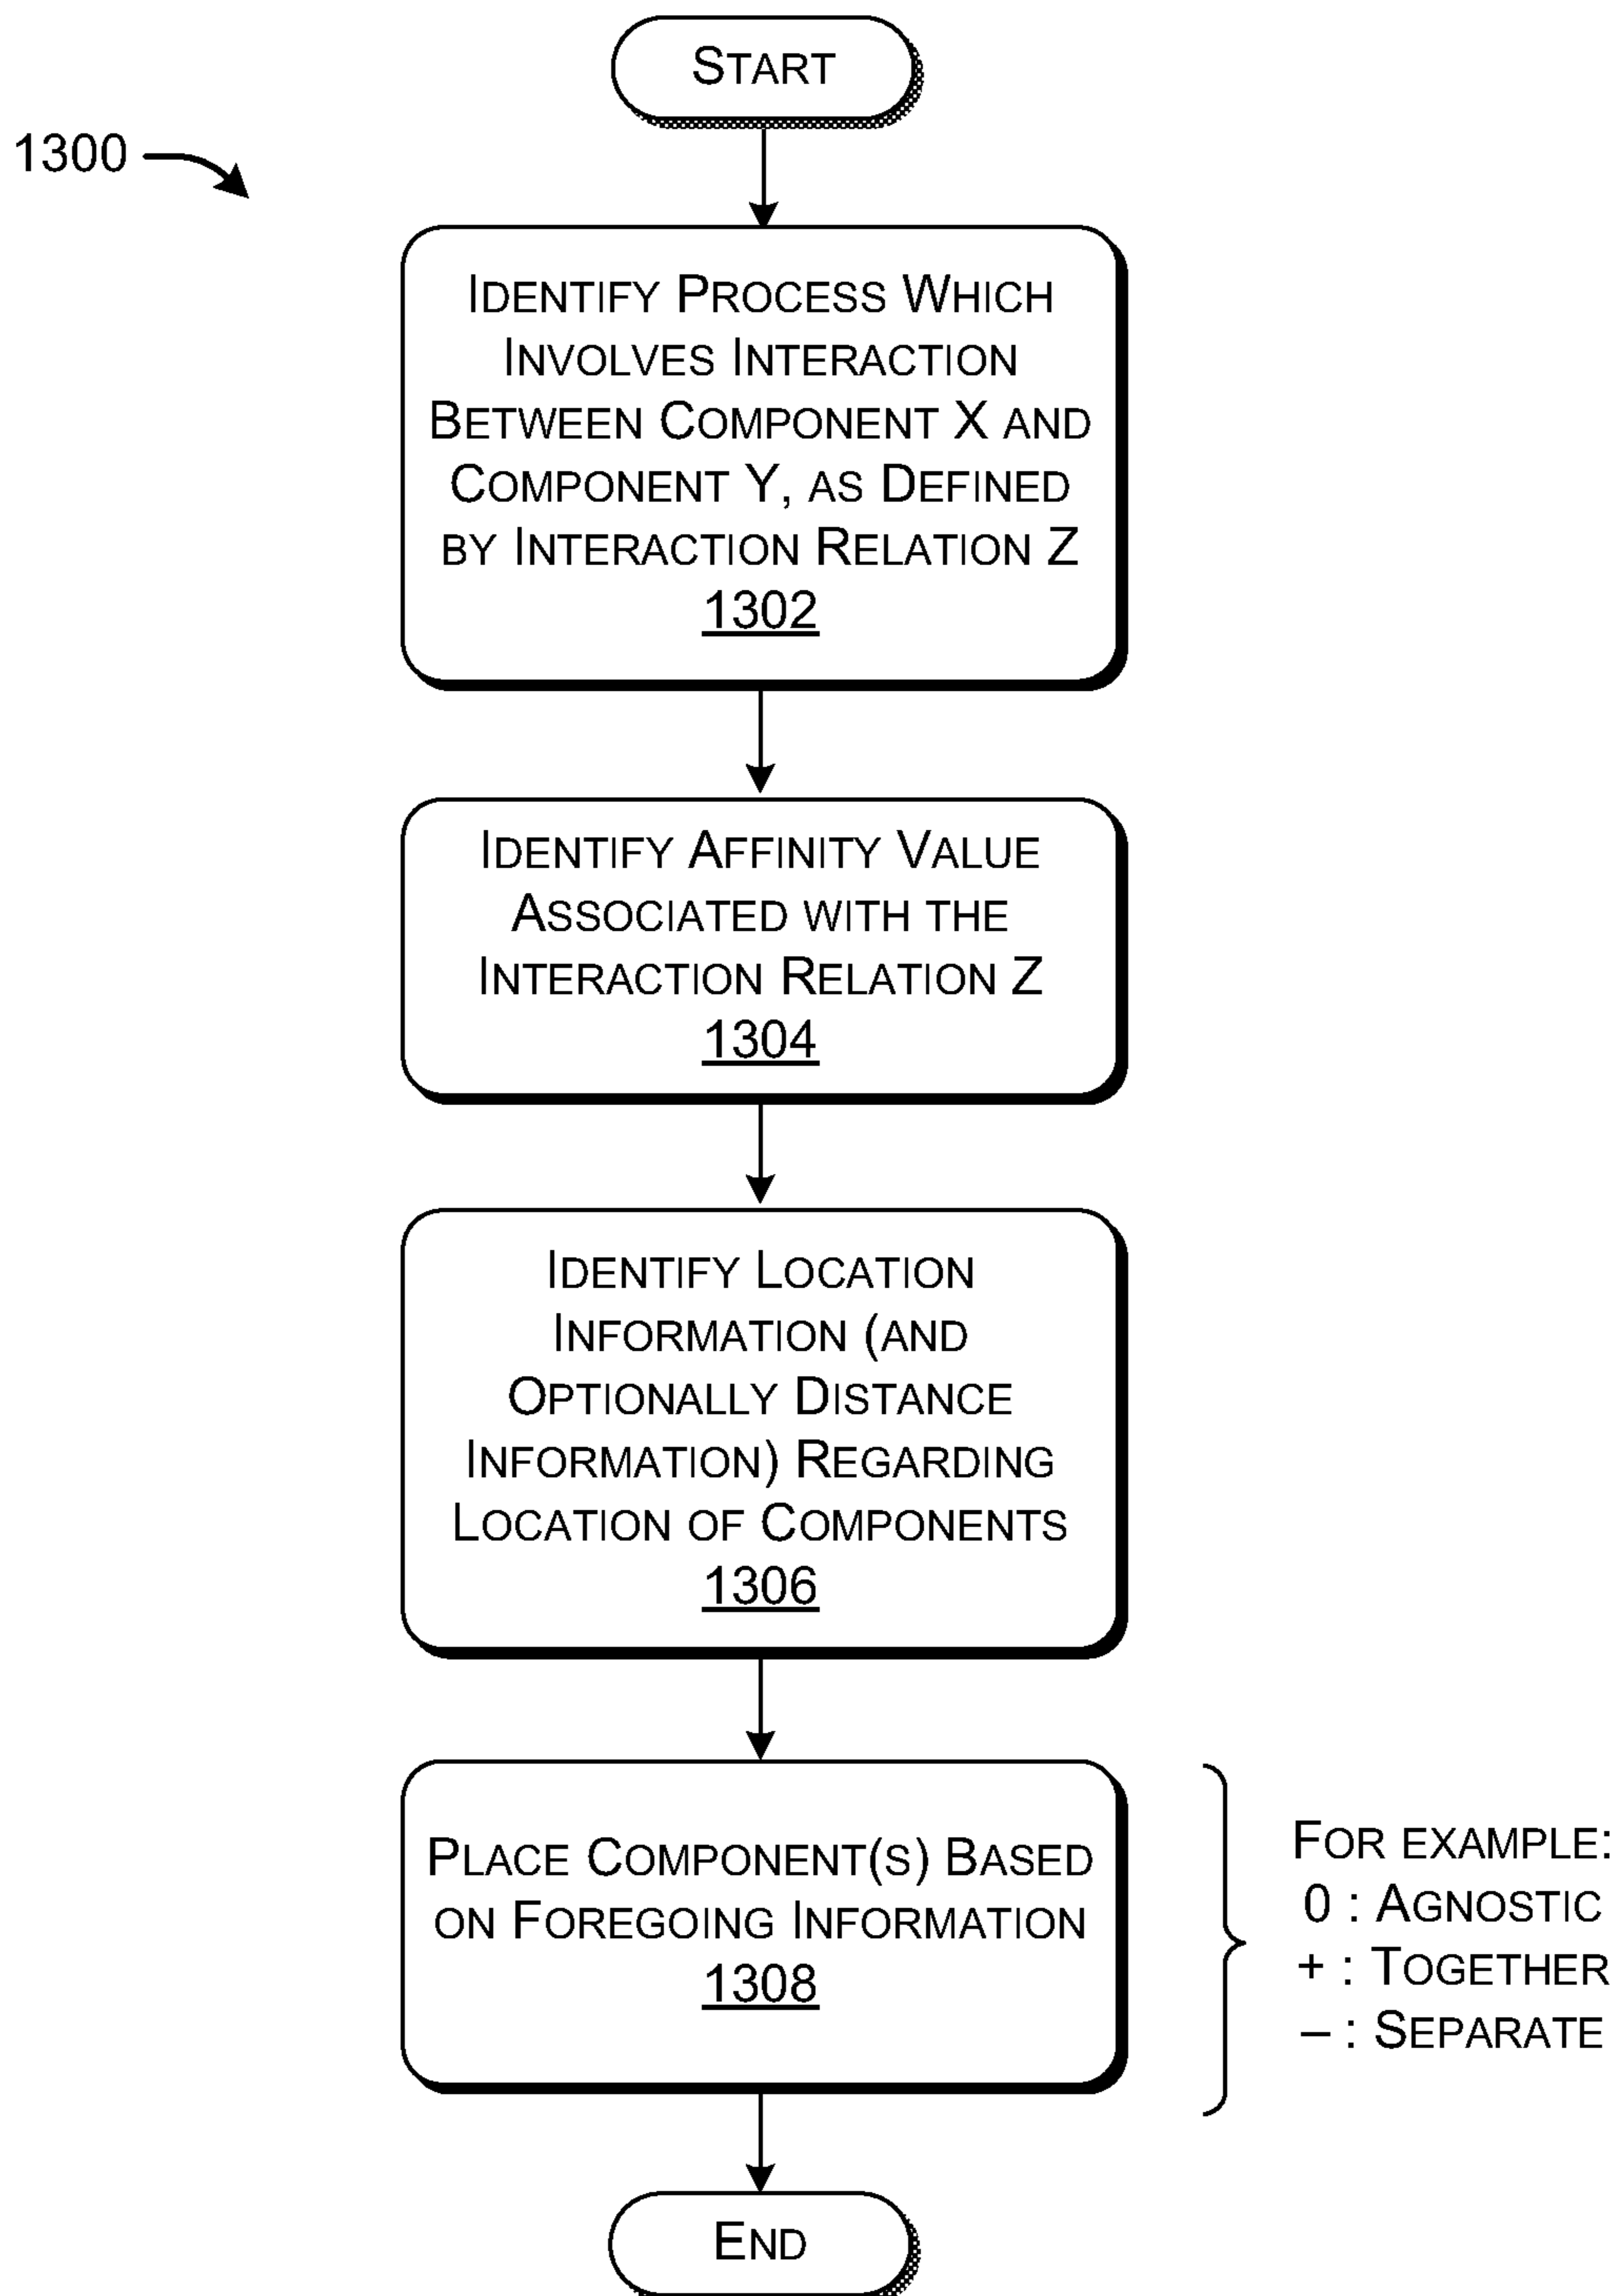 START
1300
IDENTIFY PROCESS WHICH
INVOLVES INTERACTION
BETWEEN COMPONENT X AND
COMPONENT Y, AS DEFINED
BY INTERACTION RELATION Z
1302
IDENTIFY AFFINITY VALUE
ASSOCIATED WITH THE
INTERACTION RELATION Z
1304
IDENTIFY LOCATION
INFORMATION (AND
OPTIONALLY DISTANCE
INFORMATION) REGARDING
LOCATION OF COMPONENTS
1306
PLACE COMPONENT(S) BASED
ON FOREGOING INFORMATION
1308
FOR EXAMPLE:
0 : AGNOSTIC
+ : TOGETHER
– : SEPARATE
END